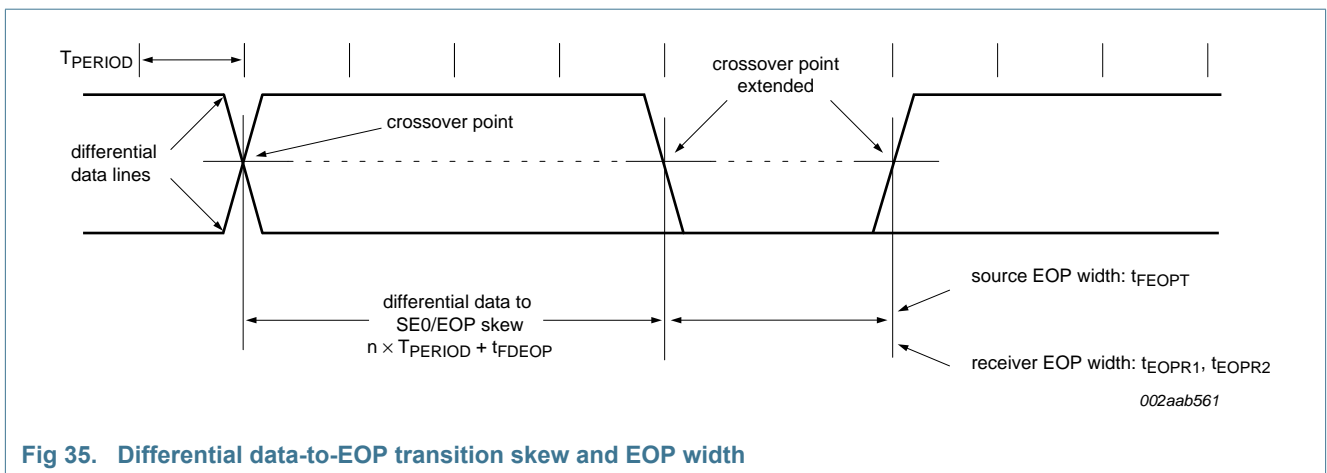 TPERIOD
crossover point
extended
crossover point
differential
data lines
differential data to
SE0/EOP skew
n × TPERIOD + tFDEOP
source EOP width: tFEOPT
receiver EOP width: tEOPR1, tEOPR2
002aab561
Fig 35. Differential data-to-EOP transition skew and EOP width